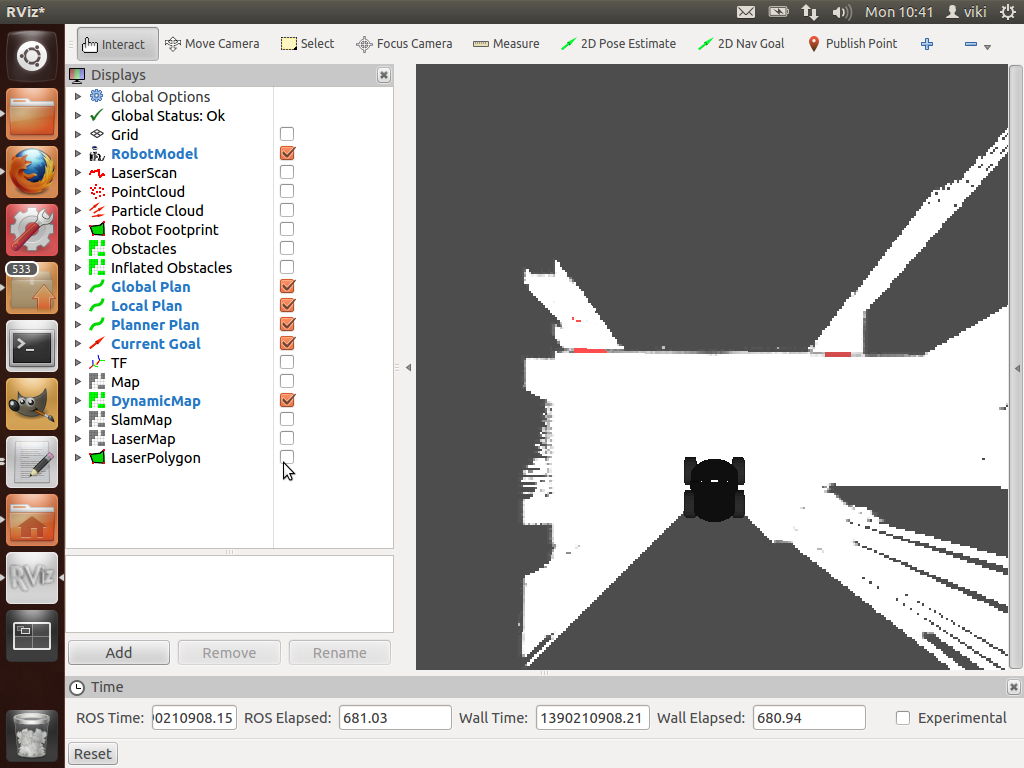 RViz*
Mon 10:41
viki
Interact
Move Camera
Select
Focus Camera
Measure
2D Pose Estimate
2D Nav Goal
Publish Point
Displays
Global Options
Global Status: Ok
Grid
RobotModel
LaserScan
PointCloud
Particle Cloud
Robot Footprint
Obstacles
533
Inflated Obstacles
Global Plan
Local Plan
Planner Plan
Current Goal
TF
Map
DynamicMap
SlamMap
LaserMap
LaserPolygon
RViz
Add
Remove
Rename
Time
ROS Time:
0210908.15
ROS Elapsed:
681.03
Wall Time:
1390210908.21
Wall Elapsed:
680.94
Experimental
Reset